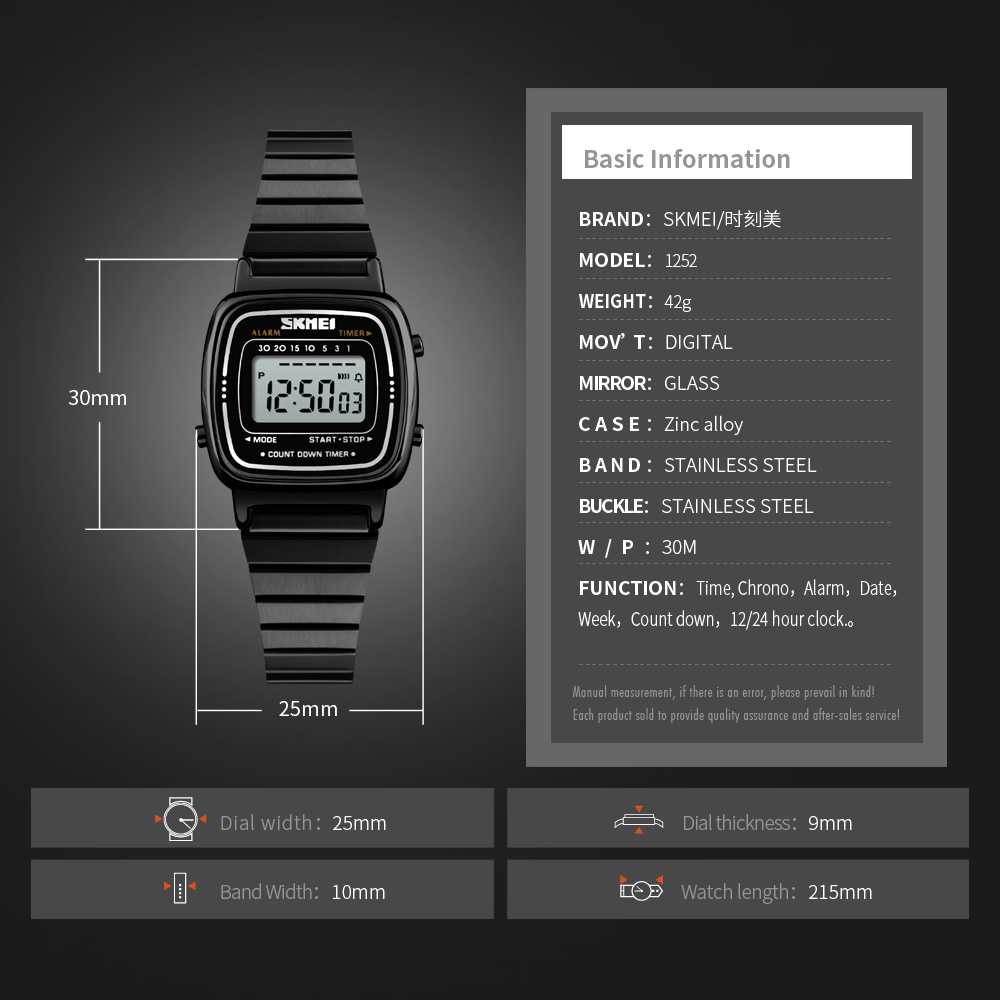 30mm
25mm
SKMEI
ALARM TIMER
30 20 15 10 5 3 1
P
12:50 03
MODE START•STOP
COUNT DOWN TIMER
Basic Information
BRAND： SKMEI/时刻美
MODEL： 1252
WEIGHT： 42g
MOV’T： DIGITAL
MIRROR： GLASS
CASE： Zinc alloy
BAND： STAINLESS STEEL
BUCKLE： STAINLESS STEEL
W / P ： 30M
FUNCTION： Time, Chrono，Alarm，Date，
Week，Count down，12/24 hour clock.。
Manual measurement, if there is an error, please prevail in kind!
Each product sold to provide quality assurance and after-sales service!
Dial width： 25mm
Dial thickness： 9mm
Band Width： 10mm
Watch length： 215mm